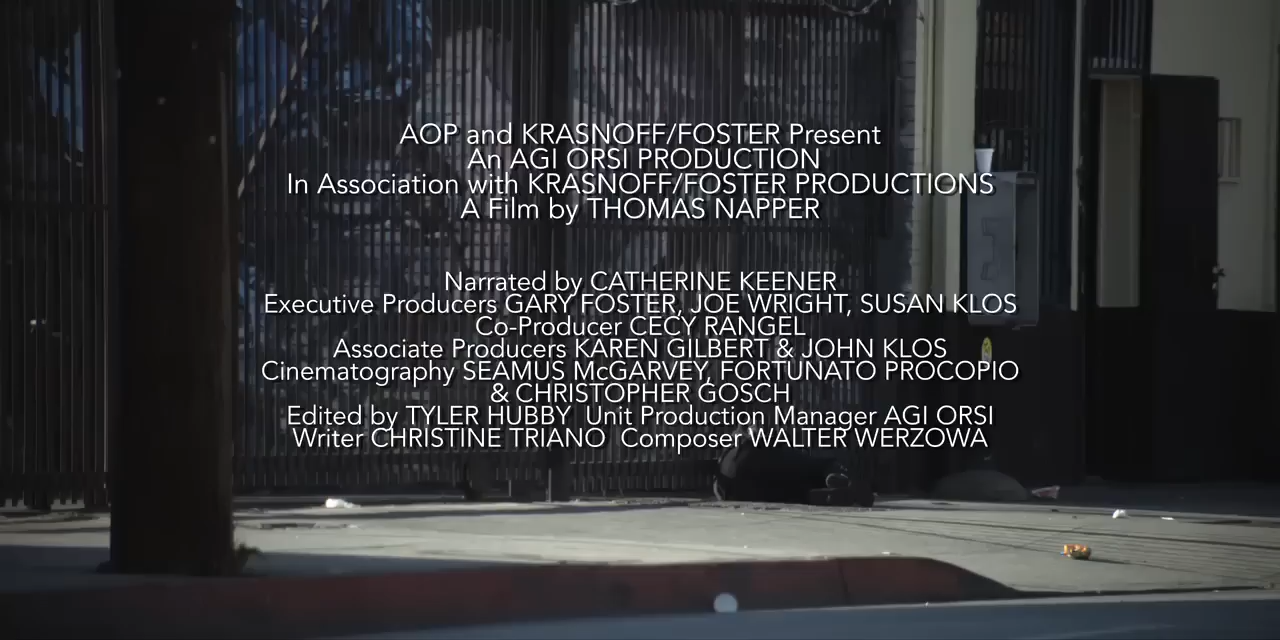 AOP and KRASNOFF/FOSTER Present
An AGI ORSI PRODUCTION
In Association with KRASNOFF/FOSTER PRODUCTIONS
A Film by THOMAS NAPPER
Narrated by CATHERINE KEENER
Executive Producers GARY FOSTER, JOE WRIGHT, SUSAN KLOS
Co-Producer CECY RANGEL
Associate Producers KAREN GILBERT & JOHN KLOS
Cinematography SEAMUS McGARVEY, FORTUNATO PROCOPIO
& CHRISTOPHER GOSCH
Edited by TYLER HUBBY Unit Production Manager AGI ORSI
Writer CHRISTINE TRIANO Composer WALTER WERZOWA